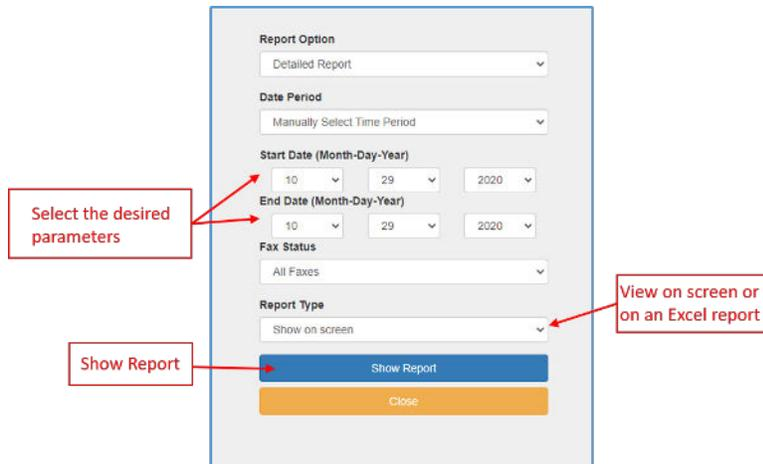 Report Option
Detailed Report
Date Period
Manually Select Time Period
Start Date (Month-Day-Year)
10 29 2020
End Date (Month-Day-Year)
10 29 2020
Select the desired
parameters
Fax Status
All Faxes
Report Type
Show on screen
View on screen or
on an Excel report
Show Report
Show Report
Close